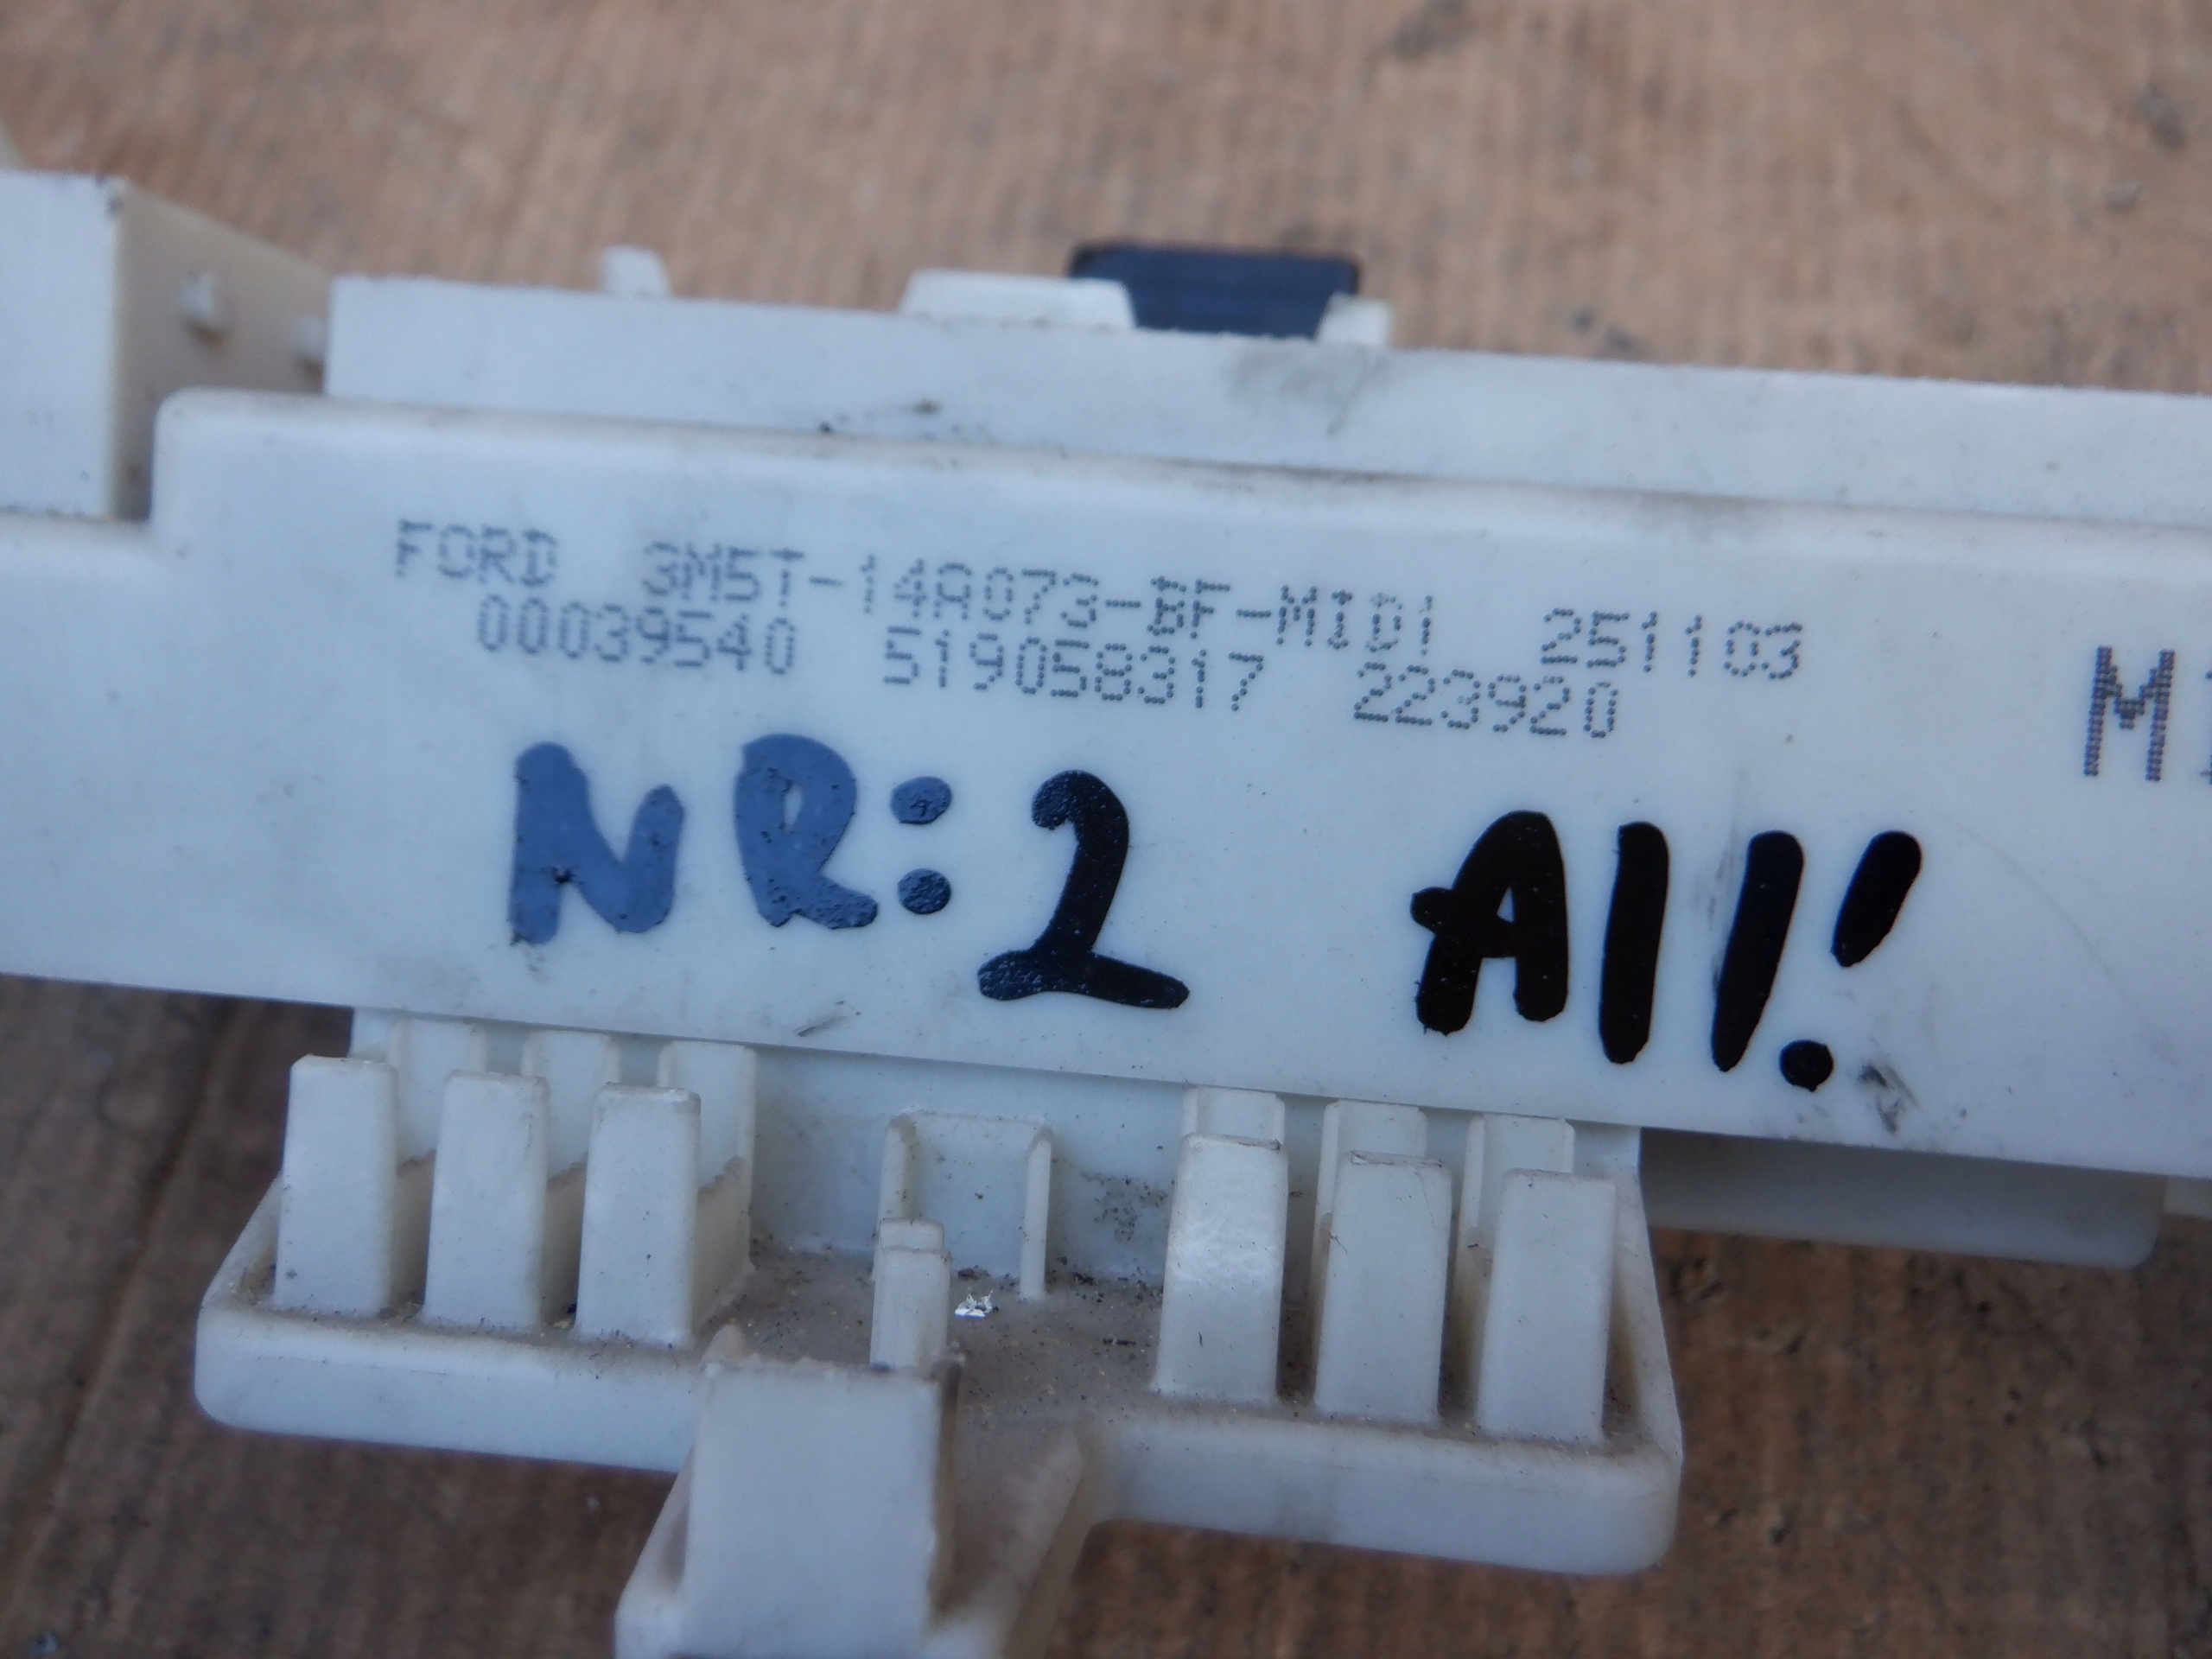 FORD 3M5T-14A073-BF-MIDI 251103
00039540 519058317 223920
NR:2 All!